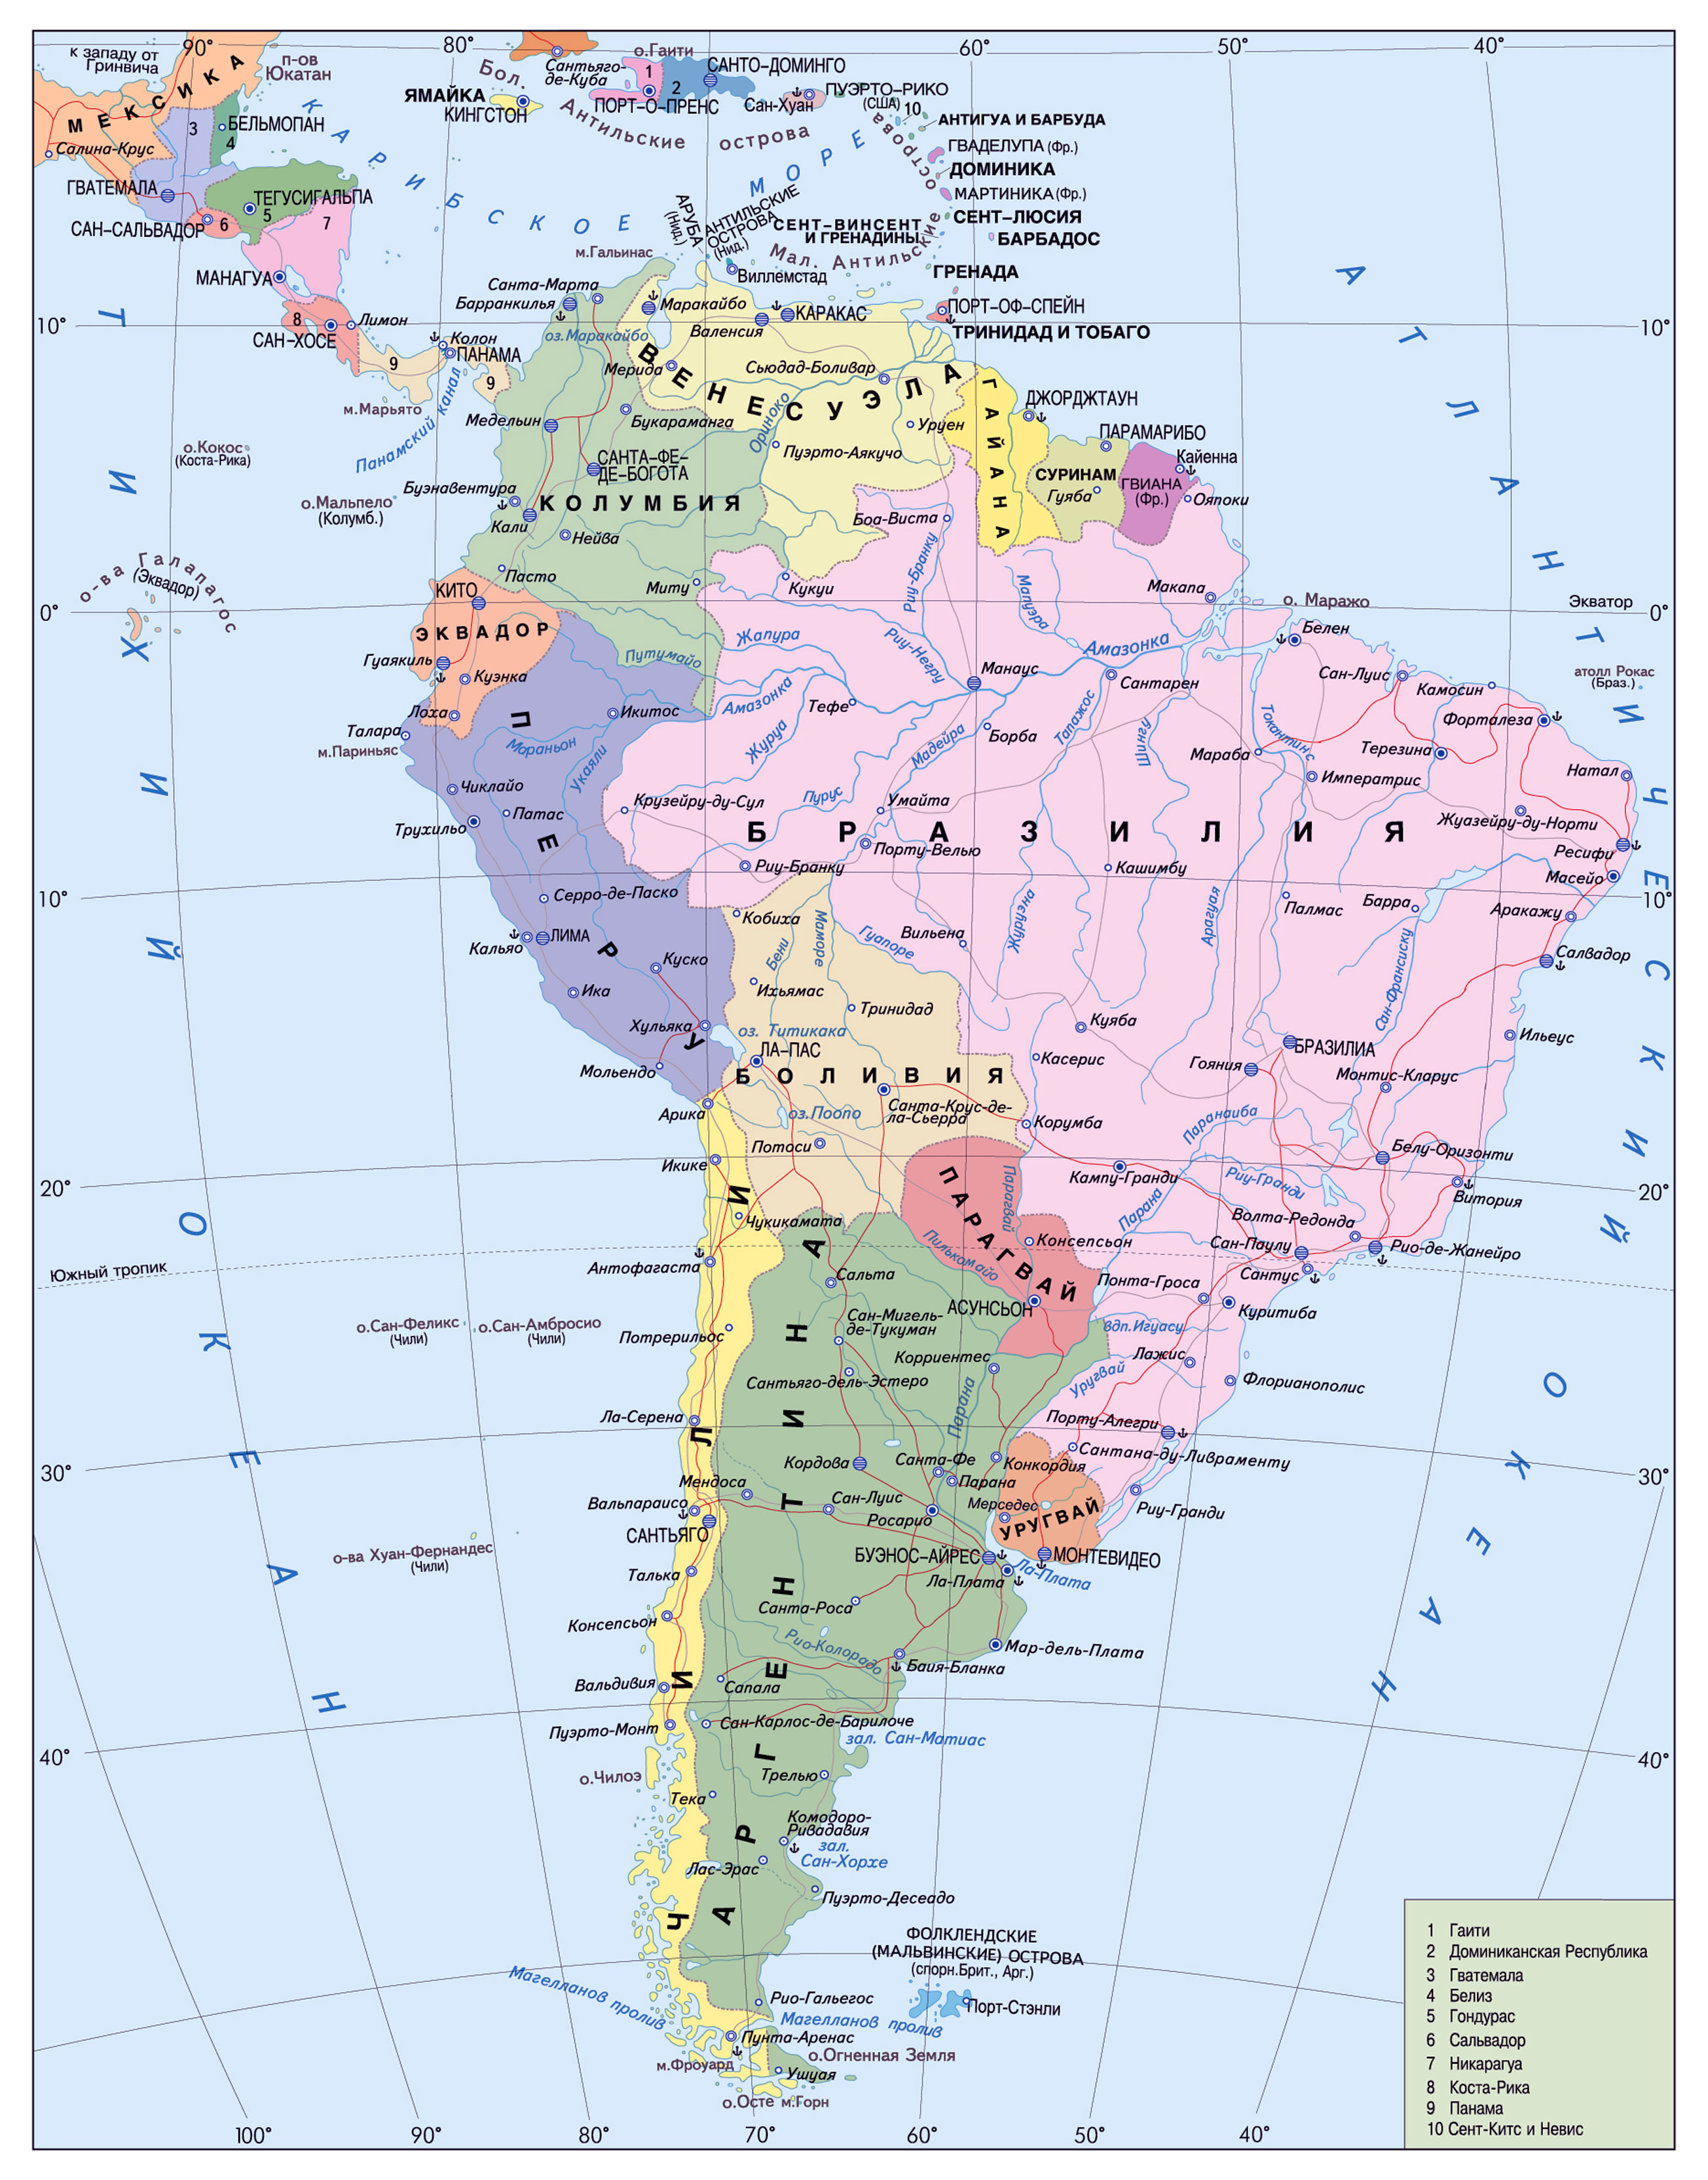 90°
80°
60°
50°
40°
к западу от
Гринвича
п-ов
Юкатан
МЕКСИКА
Салина-Крус
3
4
БЕЛЬМОПАН
ГВАТЕМАЛА
ТЕГУСИГАЛЬПА
5
6
7
САН-САЛЬВАДОР
МАНАГУА
8
САН-ХОСЕ
Лимон
9
Колон
ПАНАМА
9
м.Марьято
Панамский канал
КАРИБСКОЕ МОРЕ
Сантьяго-
де-Куба
о.Гаити
1
2
САНТО-ДОМИНГО
ПОРТ-О-ПРЕНС
ЯМАЙКА
КИНГСТОН
Бол.
Антильские острова
Сан-Хуан
ПУЭРТО-РИКО
(США)
10
АНТИГУА И БАРБУДА
ГВАДЕЛУПА (Фр.)
ДОМИНИКА
МАРТИНИКА (Фр.)
СЕНТ-ЛЮСИЯ
БАРБАДОС
СЕНТ-ВИНСЕНТ
И ГРЕНАДИНЫ
Мал. Антильские
острова
ГРЕНАДА
ПОРТ-ОФ-СПЕЙН
ТРИНИДАД И ТОБАГО
АРУБА
(Нид.)
АНТИЛЬСКИЕ
ОСТРОВА
(Нид.)
Виллемстад
м.Гальинас
Санта-Марта
Барранкилья
Маракайбо
оз.Маракайбо
КАРАКАС
Валенсия
Мерида
Сьюдад-Боливар
ВЕНЕСУЭЛА
Ориноко
Уруен
Пуэрто-Аякучо
Медельин
Букараманга
САНТА-ФЕ-
ДЕ-БОГОТА
Буэнавентура
КОЛУМБИЯ
Кали
Нейва
Пасто
Миту
ГАЙАНА
ДЖОРДЖТАУН
ПАРАМАРИБО
СУРИНАМ
Гуяба
Кайенна
ГВИАНА
(Фр.)
Ояпоки
о.Кокос
(Коста-Рика)
о.Мальпело
(Колумб.)
о-ва Галапагос
(Эквадор)
10°
10°
0°
0°
Экватор
КИТО
ЭКВАДОР
Гуаякиль
Куэнка
Лоха
Талара
м.Париньяс
Боа-Виста
Кукуи
Риу-Бранку
Мапуэра
Макапа
о. Маражо
Белен
Амазонка
Жапура
Риу-Негру
Путумайо
Амазонка
Манаус
Сантарен
Сан-Луис
Камосин
атолл Рокас
(Браз.)
Форталеза
Терезина
Мараба
Токантинс
Императрис
Натал
Жуазейру-ду-Норти
Ресифи
Масейо
Аракажу
Салвадор
Икитос
Тефе
Журуа
Борба
Мадейра
Тапажос
Шингу
ПЕРУ
Мораньон
Укаяли
Чиклайо
Патас
Трухильо
Крузейру-ду-Сул
Пурус
Умайта
БРАЗИЛИЯ
Порту-Велью
Риу-Бранку
Кашимбу
Серро-де-Паско
Кобиха
Журуэна
Арагуая
Палмас
Барра
Сан-Франсиску
Кальяо
ЛИМА
Куско
Ика
Бени
Маморе
Гуапоре
Вильена
Ихьямас
Тринидад
Хульяка
Мольендо
оз. Титикака
ЛА-ПАС
БОЛИВИЯ
Куяба
Касерис
Гояния
БРАЗИЛИА
Монтис-Кларус
Ильеус
10°
10°
Арика
оз.Поопо
Санта-Крус-де-
ла-Сьерра
Корумба
Паранаиба
Белу-Оризонти
Икике
Потоси
ПАРАГВАЙ
Парагвай
Кампу-Гранди
Риу-Гранди
Витория
20°
20°
Чукикамата
Пилькомайо
Консепсьон
Парана
Волта-Редонда
Сан-Паулу
Рио-де-Жанейро
Сантус
Южный тропик
Антофагаста
Сальта
АСУНСЬОН
Понта-Гроса
Куритиба
о.Сан-Феликс
(Чили)
о.Сан-Амбросио
(Чили)
Потрерильос
Сан-Мигель-
де-Тукуман
Корриентес
вдп.Игуасу
Лажис
Сантьяго-дель-Эстеро
Уругвай
Флорианополис
Ла-Серена
Парана
Порту-Алегри
Сантана-ду-Ливраменту
30°
30°
Кордова
Санта-Фе
Парана
Конкордия
Мендоса
Вальпараисо
Сан-Луис
Росарио
Мерседес
УРУГВАЙ
Риу-Гранди
САНТЬЯГО
о-ва Хуан-Фернандес
(Чили)
БУЭНОС-АЙРЕС
МОНТЕВИДЕО
Ла-Плата
Ла-Плата
Талька
Санта-Роса
Консепсьон
Мар-дель-Плата
Рио-Колорадо
Баия-Бланка
Вальдивия
Сапала
Пуэрто-Монт
Сан-Карлос-де-Барилоче
зал. Сан-Матиас
40°
40°
о.Чилоэ
Трелью
Тека
Комодоро-
Ривадавия
зал.
Сан-Хорхе
Лас-Эрас
Пуэрто-Десеадо
ЧИЛИ
АРГЕНТИНА
ФОЛКЛЕНДСКИЕ
(МАЛЬВИНСКИЕ) ОСТРОВА
(спорн.Брит., Арг.)
Порт-Стэнли
Магелланов пролив
Рио-Гальегос
Магелланов пролив
Пунта-Аренас
м.Фроуард
о.Огненная Земля
Ушуая
о.Осте м.Горн
ТИХИЙ ОКЕАН
АТЛАНТИЧЕСКИЙ ОКЕАН
1 Гаити
2 Доминиканская Республика
3 Гватемала
4 Белиз
5 Гондурас
6 Сальвадор
7 Никарагуа
8 Коста-Рика
9 Панама
10 Сент-Китс и Невис
100°
90°
80°
70°
60°
50°
40°